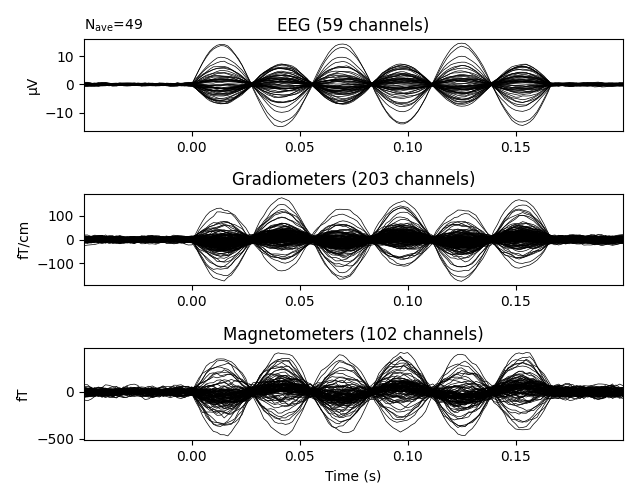 Nave=49
EEG (59 channels)
µV
10
0
−10
0.00 0.05 0.10 0.15
Gradiometers (203 channels)
fT/cm
100
0
−100
0.00 0.05 0.10 0.15
Magnetometers (102 channels)
fT
0
−500
0.00 0.05 0.10 0.15
Time (s)